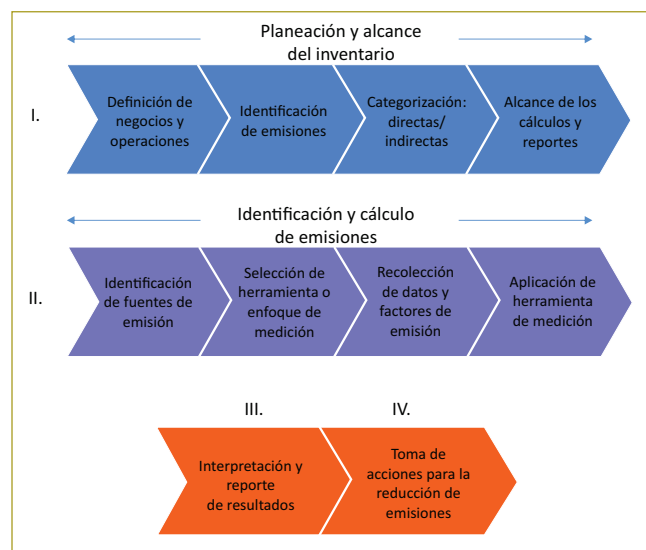 Planeación y alcance
del inventario
I.
Definición de
negocios y
operaciones
Identificación
de emisiones
Categorización:
directas/
indirectas
Alcance de los
cálculos y
reportes
Identificación y cálculo
de emisiones
II.
Identificación
de fuentes de
emisión
Selección de
herramienta o
enfoque de
medición
Recolección de
datos y
factores de
emisión
Aplicación de
herramienta
de medición
III.
Interpretación y
reporte
de resultados
IV.
Toma de
acciones para la
reducción de
emisiones